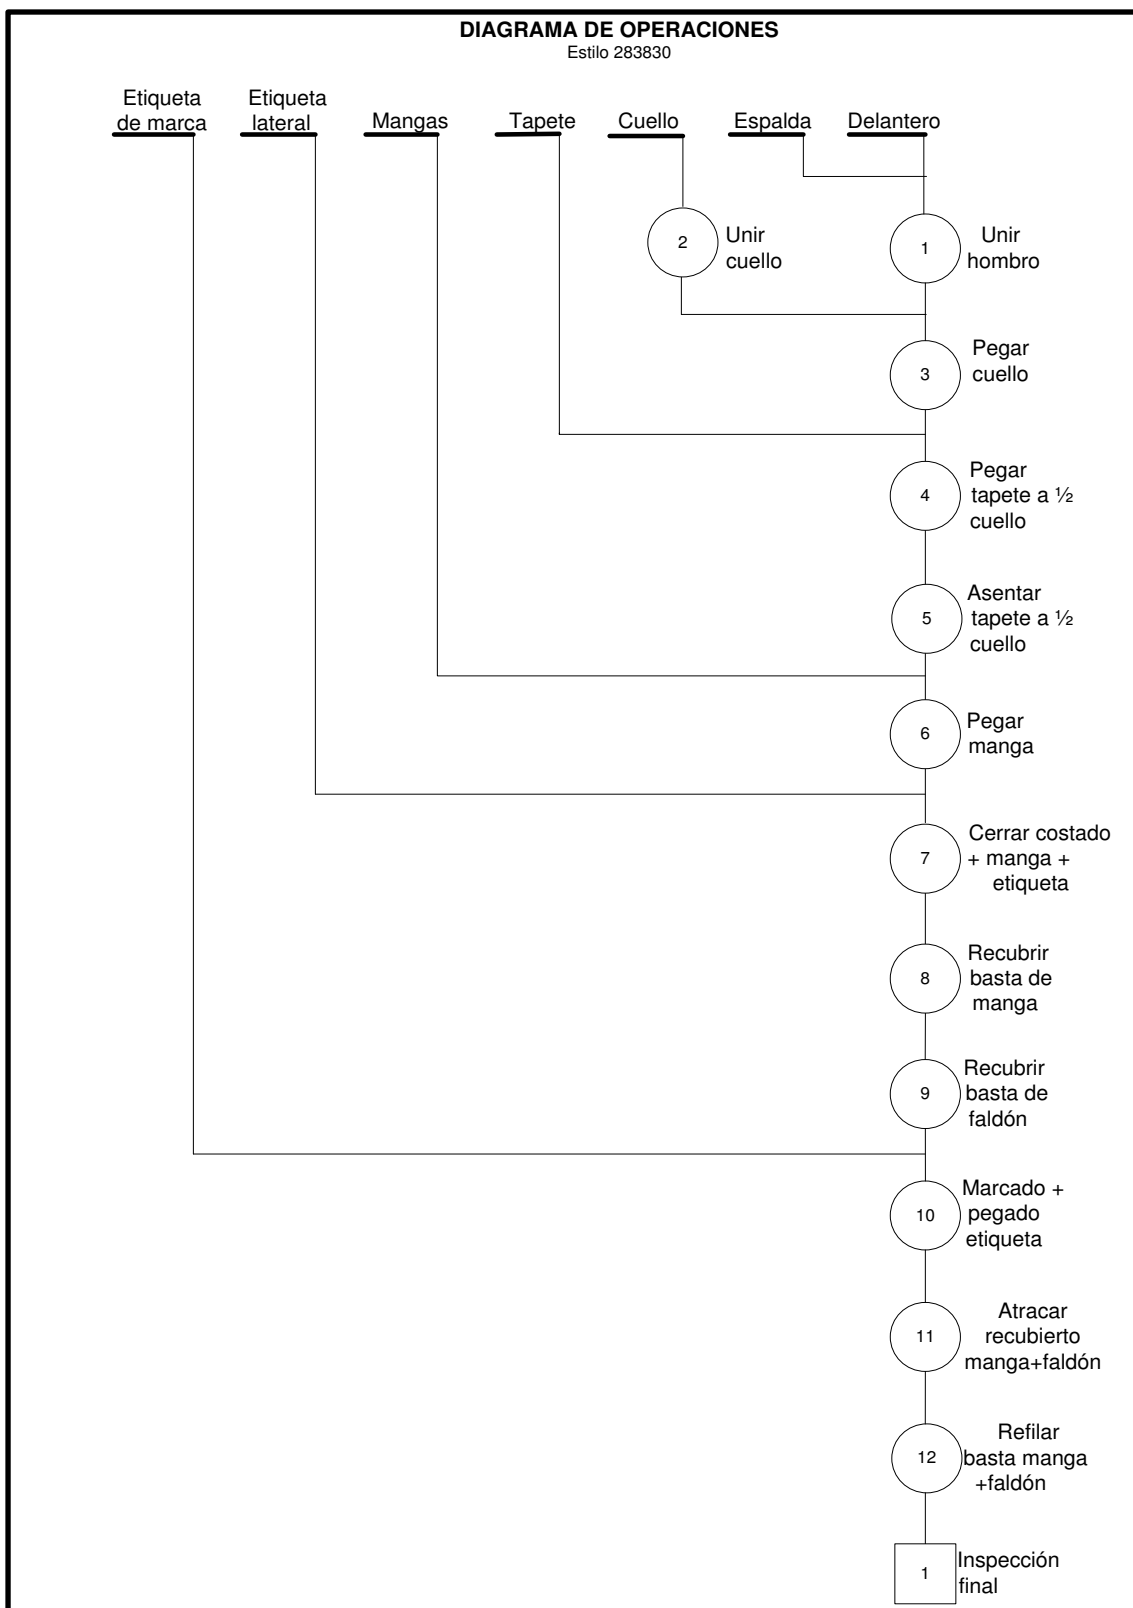 DIAGRAMA DE OPERACIONES
Estilo 283830
Etiqueta
de marca
Etiqueta
lateral
Mangas
Tapete
Cuello
Espalda
Delantero
2
Unir
cuello
1
Unir
hombro
3
Pegar
cuello
4
Pegar
tapete a ½
cuello
5
Asentar
tapete a ½
cuello
6
Pegar
manga
7
Cerrar costado
+ manga +
etiqueta
8
Recubrir
basta de
manga
9
Recubrir
basta de
faldón
10
Marcado +
pegado
etiqueta
11
Atracar
recubierto
manga+faldón
12
Refilar
basta manga
+faldón
1
Inspección
final